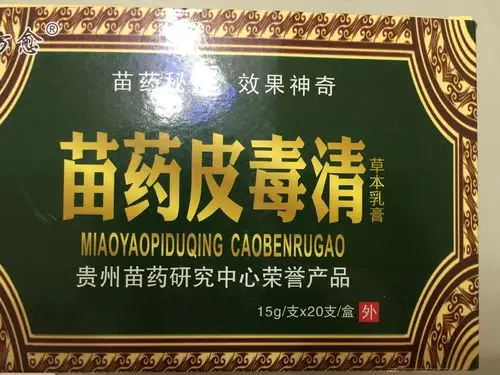 方愈®
苗药秘 效果神奇
苗药皮毒清
草本乳膏
MIAOYAOPIDUQING CAOBENRUGAO
贵州苗药研究中心荣誉产品
15g/支x20支/盒 外